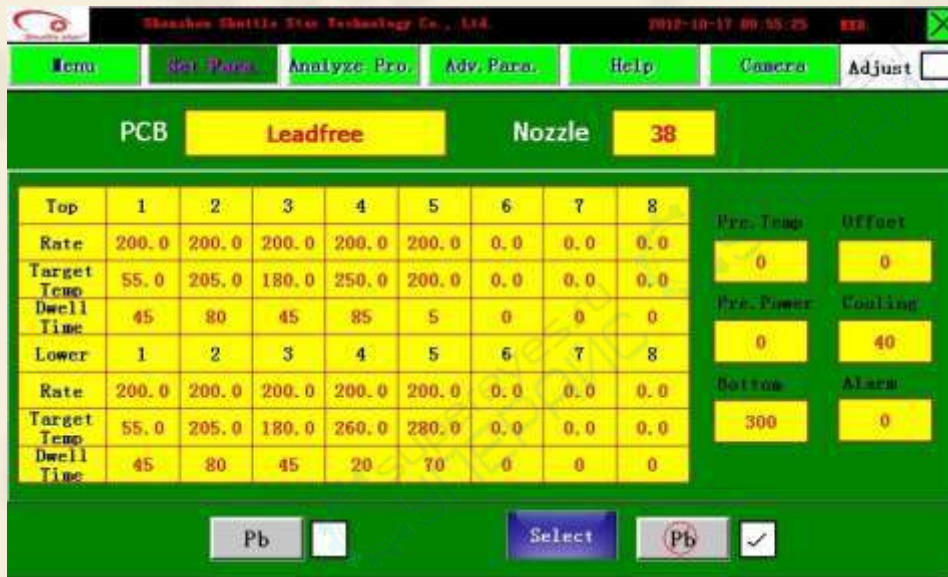 Shuttle star
Shenzhen Shuttle Star Technology Co., Ltd. 2012-10-17 00:55:25
Menu Set Para. Analyze Pro. Adv. Para. Help Camera Adjust
PCB Leadfree Nozzle 38
Top 1 2 3 4 5 6 7 8
Rate 200.0 200.0 200.0 200.0 200.0 0.0 0.0 0.0
Target Temp 55.0 205.0 180.0 250.0 200.0 0.0 0.0 0.0
Dwell Time 45 80 45 85 5 0 0 0
Lower 1 2 3 4 5 6 7 8
Rate 200.0 200.0 200.0 200.0 200.0 0.0 0.0 0.0
Target Temp 55.0 205.0 180.0 260.0 280.0 0.0 0.0 0.0
Dwell Time 45 80 45 20 70 0 0 0
Pre. Temp Offset
0 0
Pre. Power Cooling
0 40
Bottom Alarm
300 0
Pb Select Pb